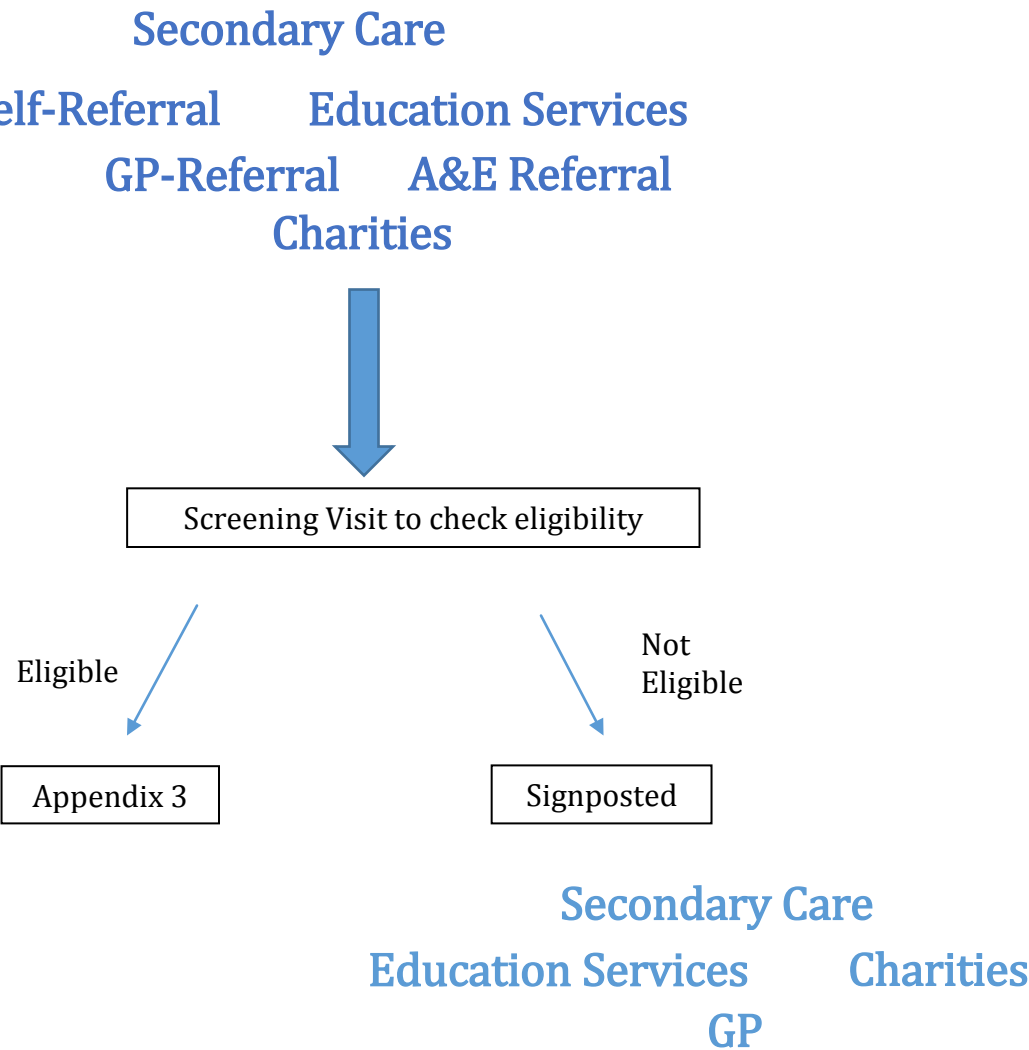 Secondary Care
elf-Referral Education Services
GP-Referral A&E Referral
Charities
Screening Visit to check eligibility
Eligible
Not
Eligible
Appendix 3
Signposted
Secondary Care
Education Services Charities
GP